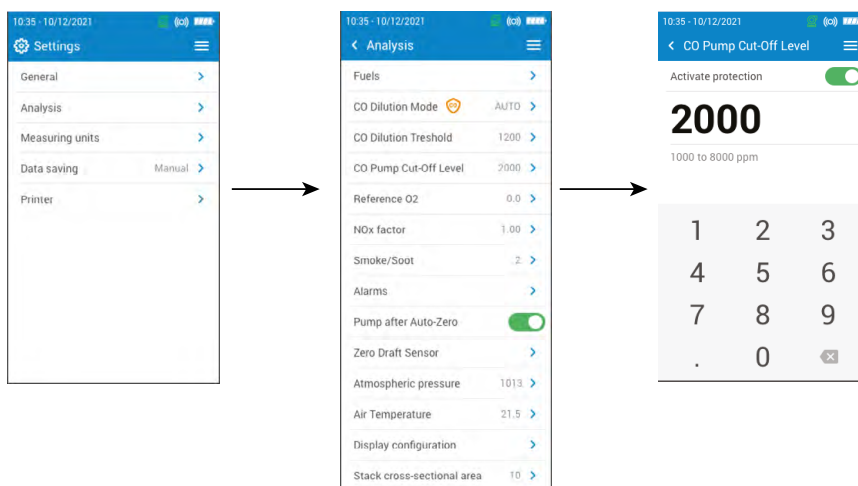 10:35 - 10/12/2021
Settings
General
Analysis
Measuring units
Data saving Manual
Printer
10:35 - 10/12/2021
Analysis
Fuels
CO Dilution Mode CO AUTO
CO Dilution Treshold 1200
CO Pump Cut-Off Level 2000
Reference O2 0.0
NOx factor 1.00
Smoke/Soot 2
Alarms
Pump after Auto-Zero
Zero Draft Sensor
Atmospheric pressure 1013
Air Temperature 21.5
Display configuration
Stack cross-sectional area 10
10:35 - 10/12/2021
CO Pump Cut-Off Level
Activate protection
2000
1000 to 8000 ppm
1 2 3
4 5 6
7 8 9
. 0